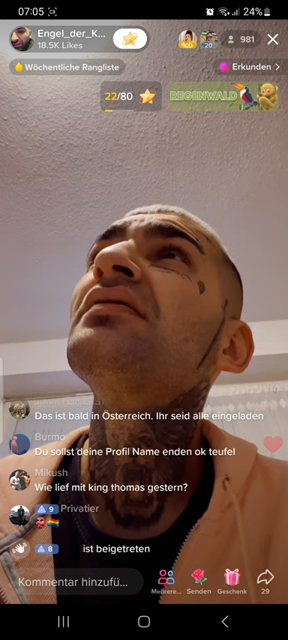 07:05
24%
Engel_der_K...
18.5K Likes
20
981
Wöchentliche Rangliste
Erkunden >
22/80
REGENWALD
Das ist bald in Österreich. Ihr seid alle eingeladen
Burmo
Du sollst deine Profil Name enden ok teufel
Mikush
Wie lief mit king thomas gestern?
9 Privatier
8 ist beigetreten
Kommentar hinzufü...
Mehrere...
Senden
Geschenk
29